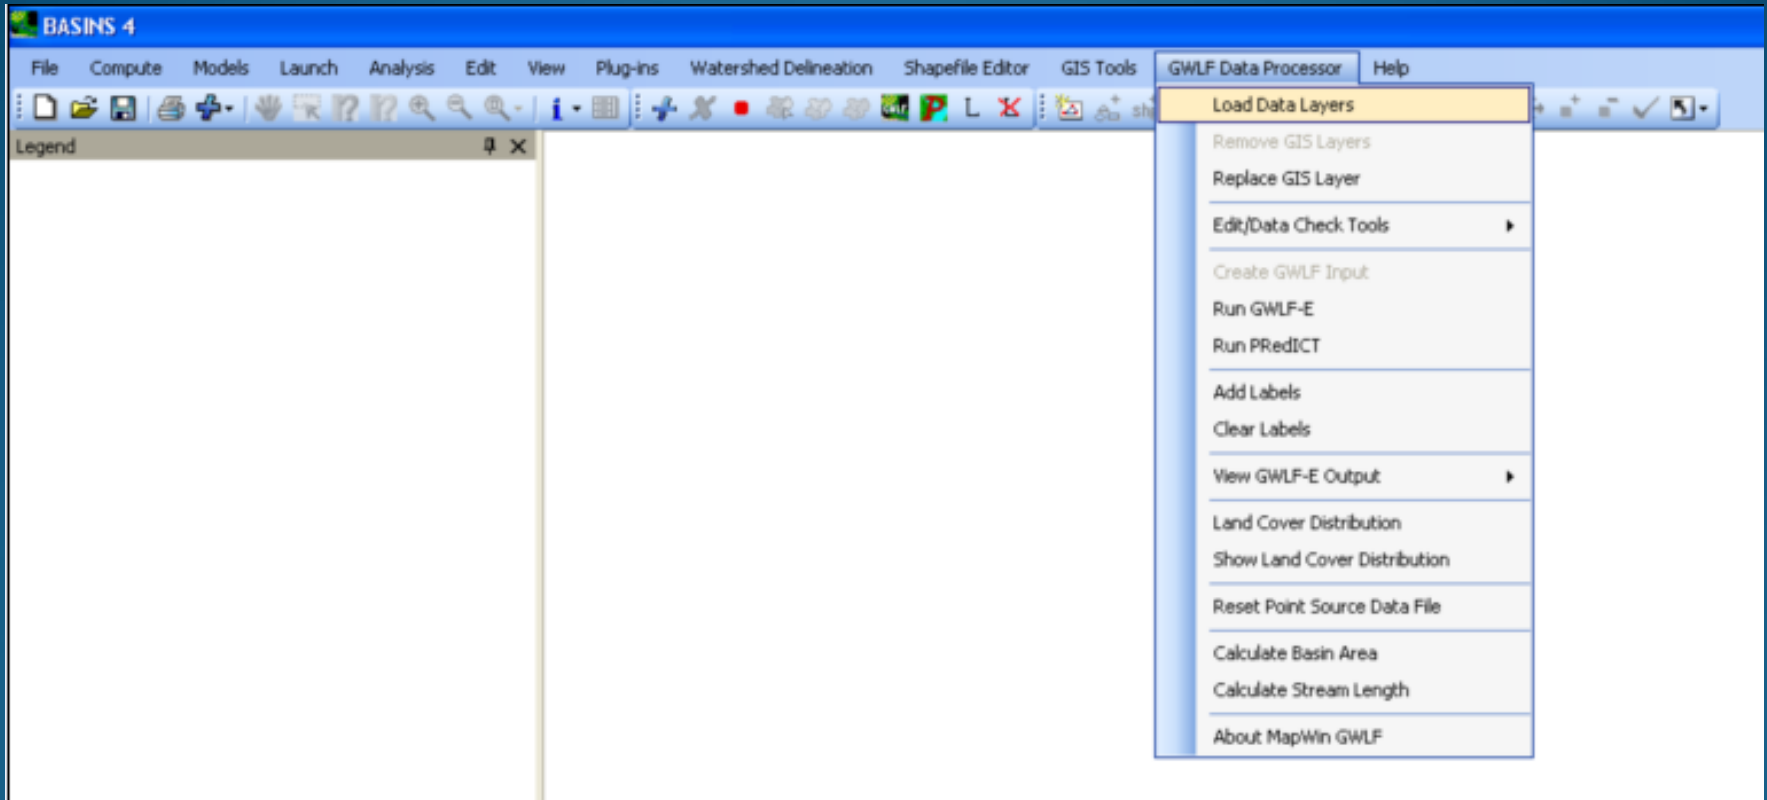 BASINS 4
File Compute Models Launch Analysis Edit View Plug-ins Watershed Delineation Shapefile Editor GIS Tools GWLF Data Processor Help
L
Legend
Load Data Layers
Remove GIS Layers
Replace GIS Layer
Edit/Data Check Tools
Create GWLF Input
Run GWLF-E
Run PRedICT
Add Labels
Clear Labels
View GWLF-E Output
Land Cover Distribution
Show Land Cover Distribution
Reset Point Source Data File
Calculate Basin Area
Calculate Stream Length
About MapWin GWLF